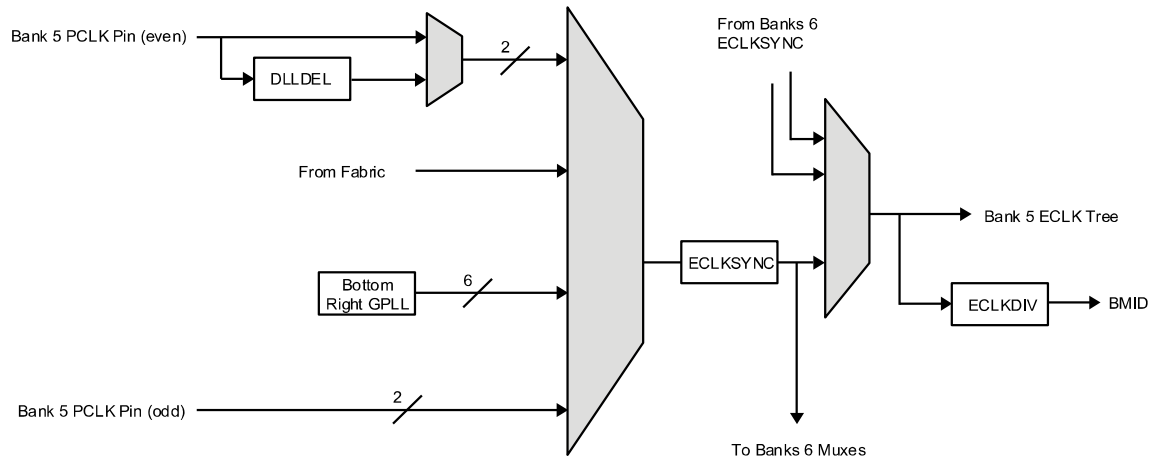 From Banks 6
ECLKSYNC
Bank 5 PCLK Pin (even)
2
DLLDEL
From Fabric
Bank 5 ECLK Tree
ECLKSYNC
6
Bottom
Right GPLL
ECLKDIV
BMID
2
Bank 5 PCLK Pin (odd)
To Banks 6 Muxes